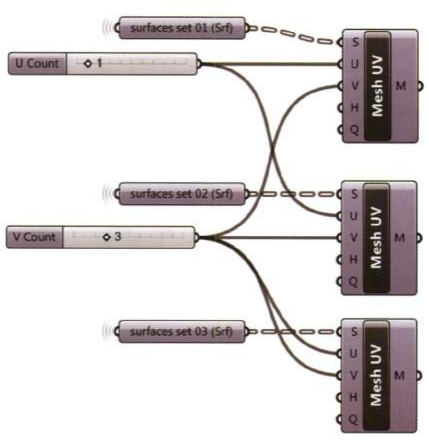 surfaces set 01 (Srf)
U Count 1
S
U
V
H
Q
Mesh UV
M
surfaces set 02 (Srf)
V Count 3
S
U
V
H
Q
Mesh UV
M
surfaces set 03 (Srf)
S
U
V
H
Q
Mesh UV
M